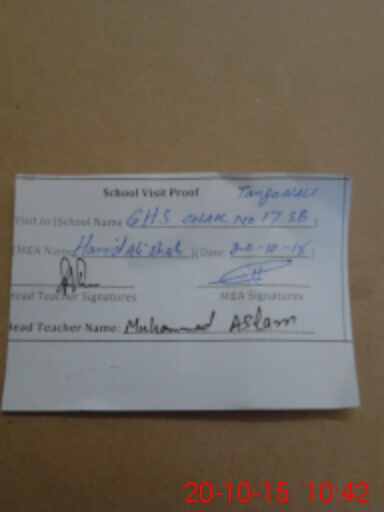 School Visit Proof TangoWALI
Visit to (School Name GHS CHAK No 17 SB )
(MEA Name Hamid Ali Shah )(Date: 20-10-15 )
Head Teacher Signatures MEA Signatures
Head Teacher Name: Muhammad Aslam
20-10-15 10:42